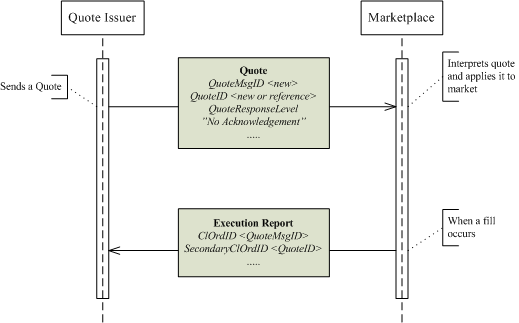 Quote Issuer
Marketplace
Sends a Quote
Quote
QuoteMsgID <new>
QuoteID <new or reference>
QuoteResponseLevel
"No Acknowledgement"
.....
Interprets quote
and applies it to
market
Execution Report
ClOrdID <QuoteMsgID>
SecondaryClOrdID <QuoteID>
.....
When a fill
occurs